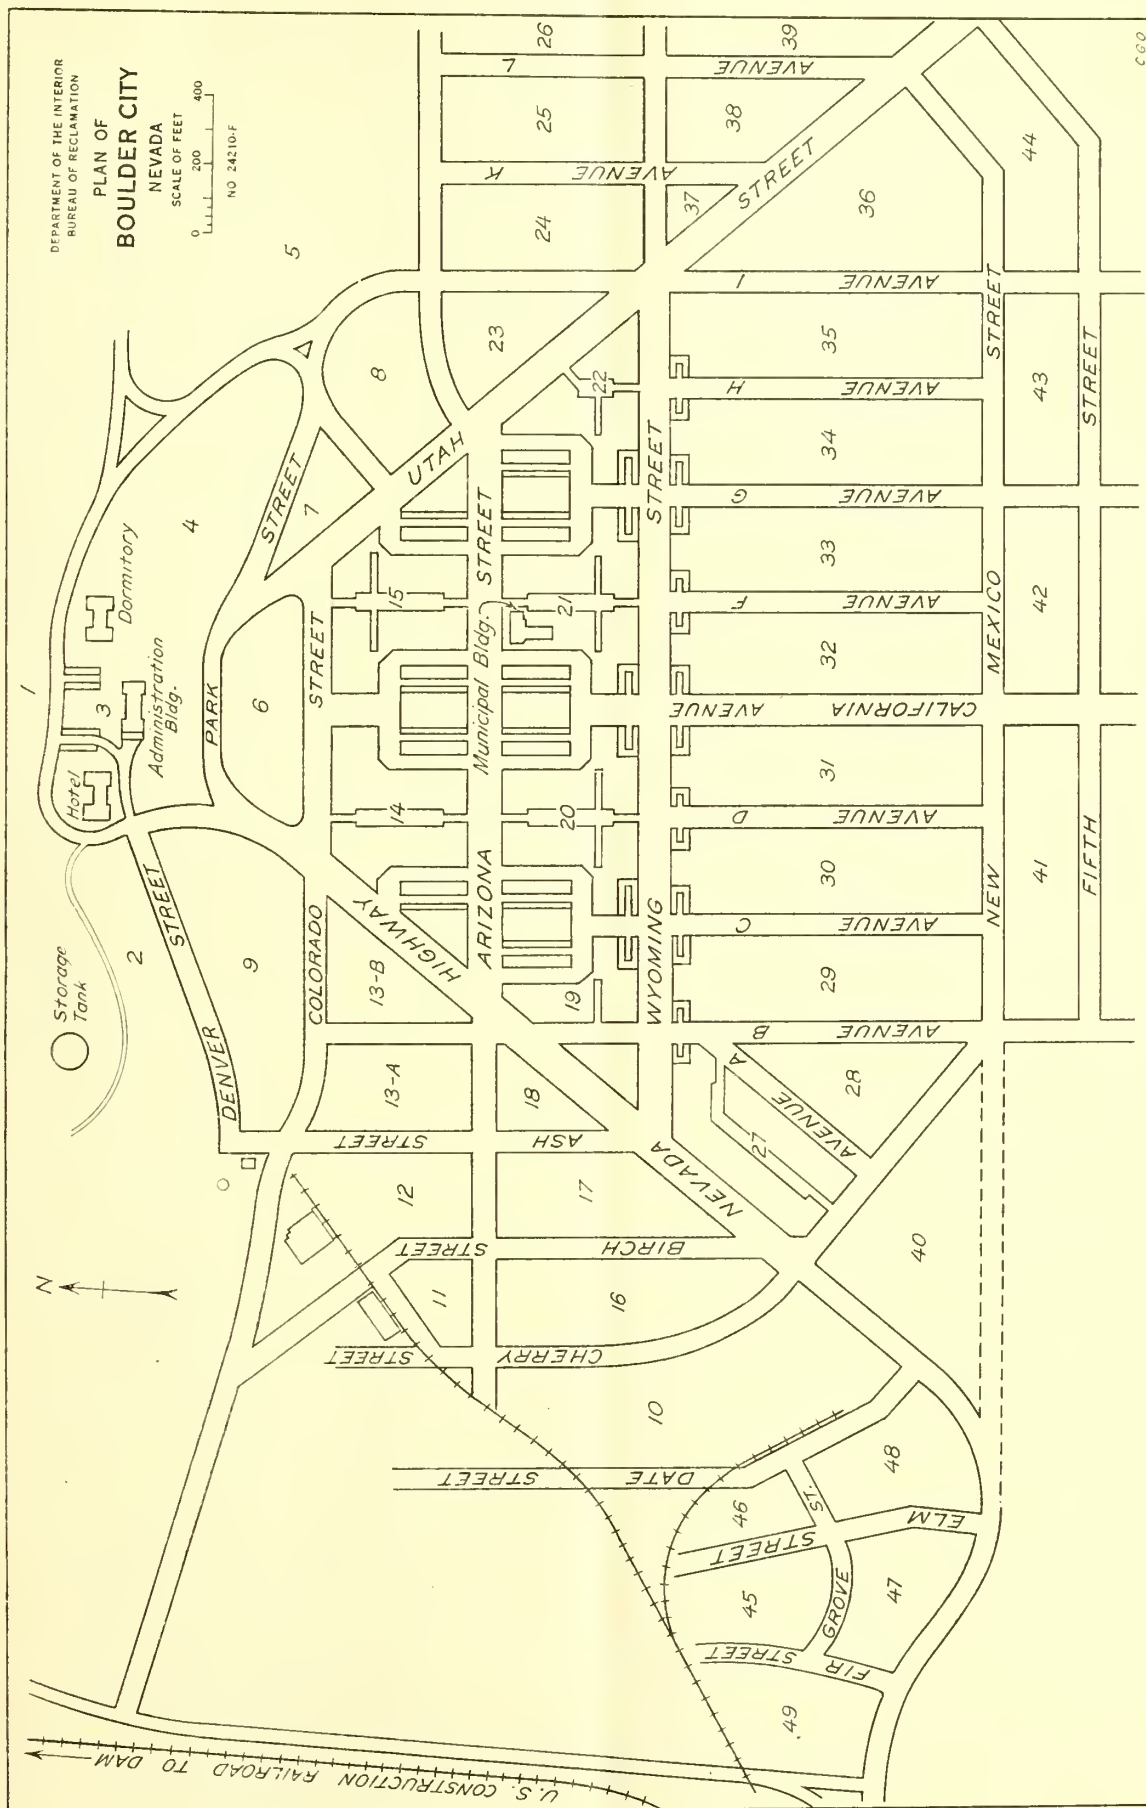 DEPARTMENT OF THE INTERIOR
BUREAU OF RECLAMATION
PLAN OF
BOULDER CITY
NEVADA
SCALE OF FEET
0 200 400
NO 24210-F
N
U.S. CONSTRUCTION RAILROAD TO DAM
1
Storage
Tank
2
Hotel
3
Administration
Bldg.
Dormitory
4
5
DENVER STREET
9
PARK STREET
6
7
8
COLORADO STREET
UTAH STREET
NEVADA HIGHWAY
13-B
13-A
12
11
14
15
ARIZONA STREET
Municipal Bldg.
ASH STREET
BIRCH STREET
CHERRY STREET
DATE STREET
10
16
17
18
19
20
21
22
23
24
25
26
WYOMING STREET
AVENUE A
AVENUE B
AVENUE C
AVENUE D
CALIFORNIA AVENUE
AVENUE F
AVENUE G
AVENUE H
AVENUE I
AVENUE K
AVENUE L
27
28
29
30
31
32
33
34
35
36
37
38
39
NEW MEXICO STREET
40
41
42
43
44
FIFTH STREET
ELM STREET
GROVE ST.
FIR STREET
45
46
47
48
49